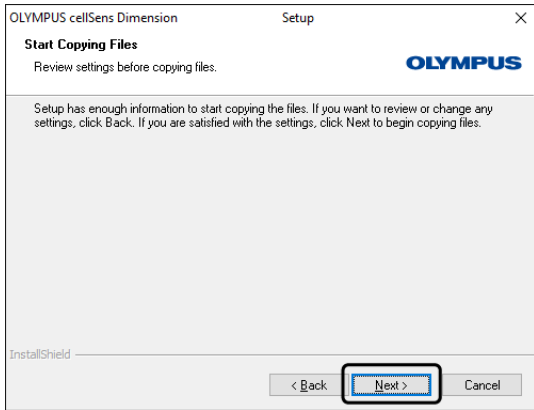 OLYMPUS cellSens Dimension Setup
Start Copying Files
Review settings before copying files.
OLYMPUS
Setup has enough information to start copying the files. If you want to review or change any
settings, click Back. If you are satisfied with the settings, click Next to begin copying files.
InstallShield
< Back Next > Cancel